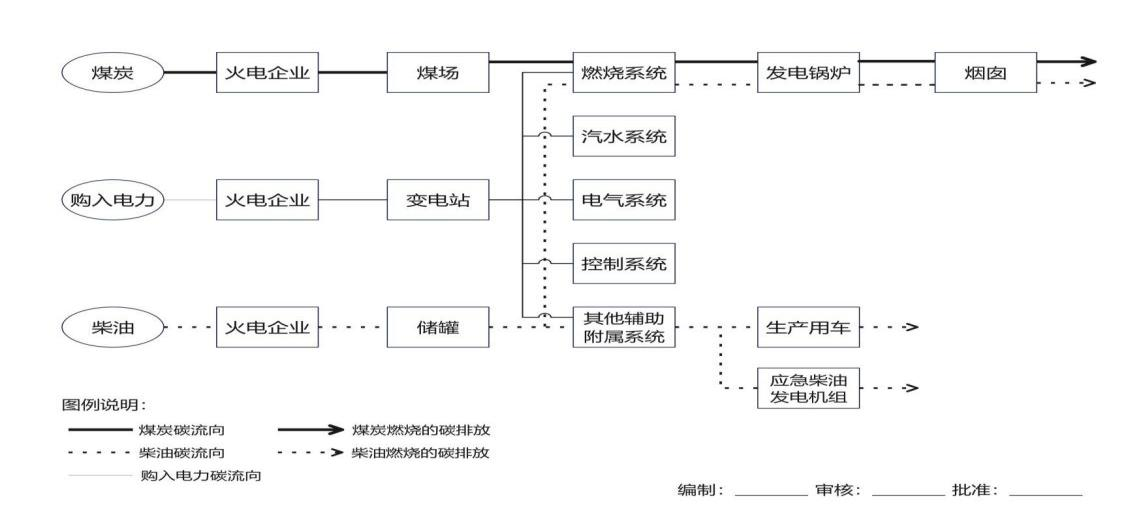 煤炭
火电企业
煤场
燃烧系统
发电锅炉
烟囱
汽水系统
购入电力
火电企业
变电站
电气系统
控制系统
柴油
火电企业
储罐
其他辅助
附属系统
生产用车
应急柴油
发电机组
图例说明：
煤炭碳流向
煤炭燃烧的碳排放
柴油碳流向
柴油燃烧的碳排放
购入电力碳流向
编制：________ 审核：________ 批准：________